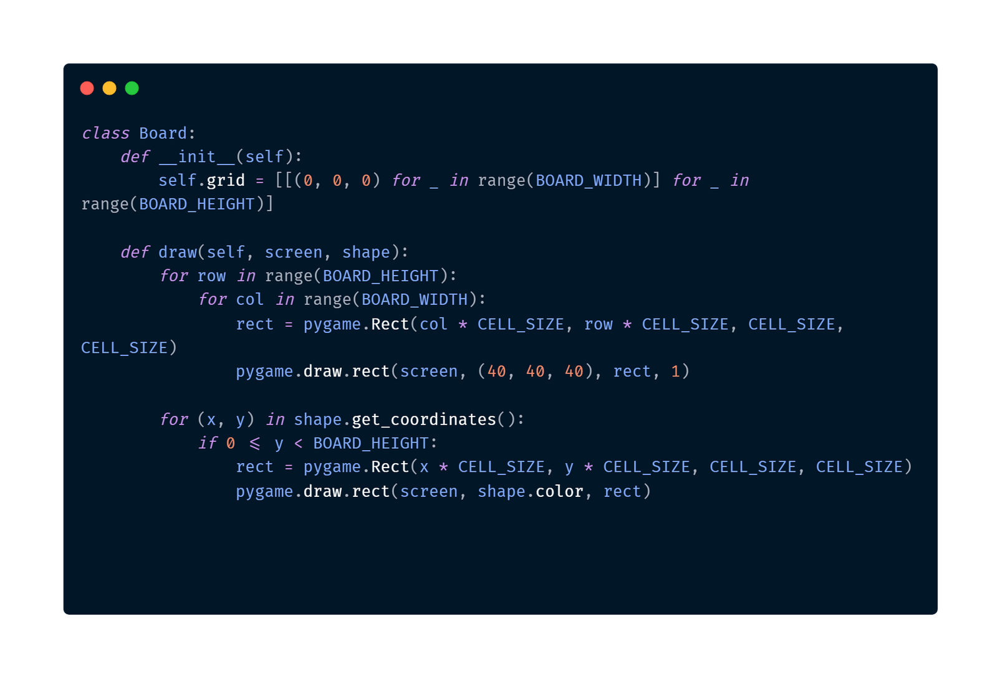 class Board:
    def __init__(self):
        self.grid = [[(0, 0, 0) for _ in range(BOARD_WIDTH)] for _ in
range(BOARD_HEIGHT)]

    def draw(self, screen, shape):
        for row in range(BOARD_HEIGHT):
            for col in range(BOARD_WIDTH):
                rect = pygame.Rect(col * CELL_SIZE, row * CELL_SIZE, CELL_SIZE,
CELL_SIZE)
                pygame.draw.rect(screen, (40, 40, 40), rect, 1)

        for (x, y) in shape.get_coordinates():
            if 0 <= y < BOARD_HEIGHT:
                rect = pygame.Rect(x * CELL_SIZE, y * CELL_SIZE, CELL_SIZE, CELL_SIZE)
                pygame.draw.rect(screen, shape.color, rect)